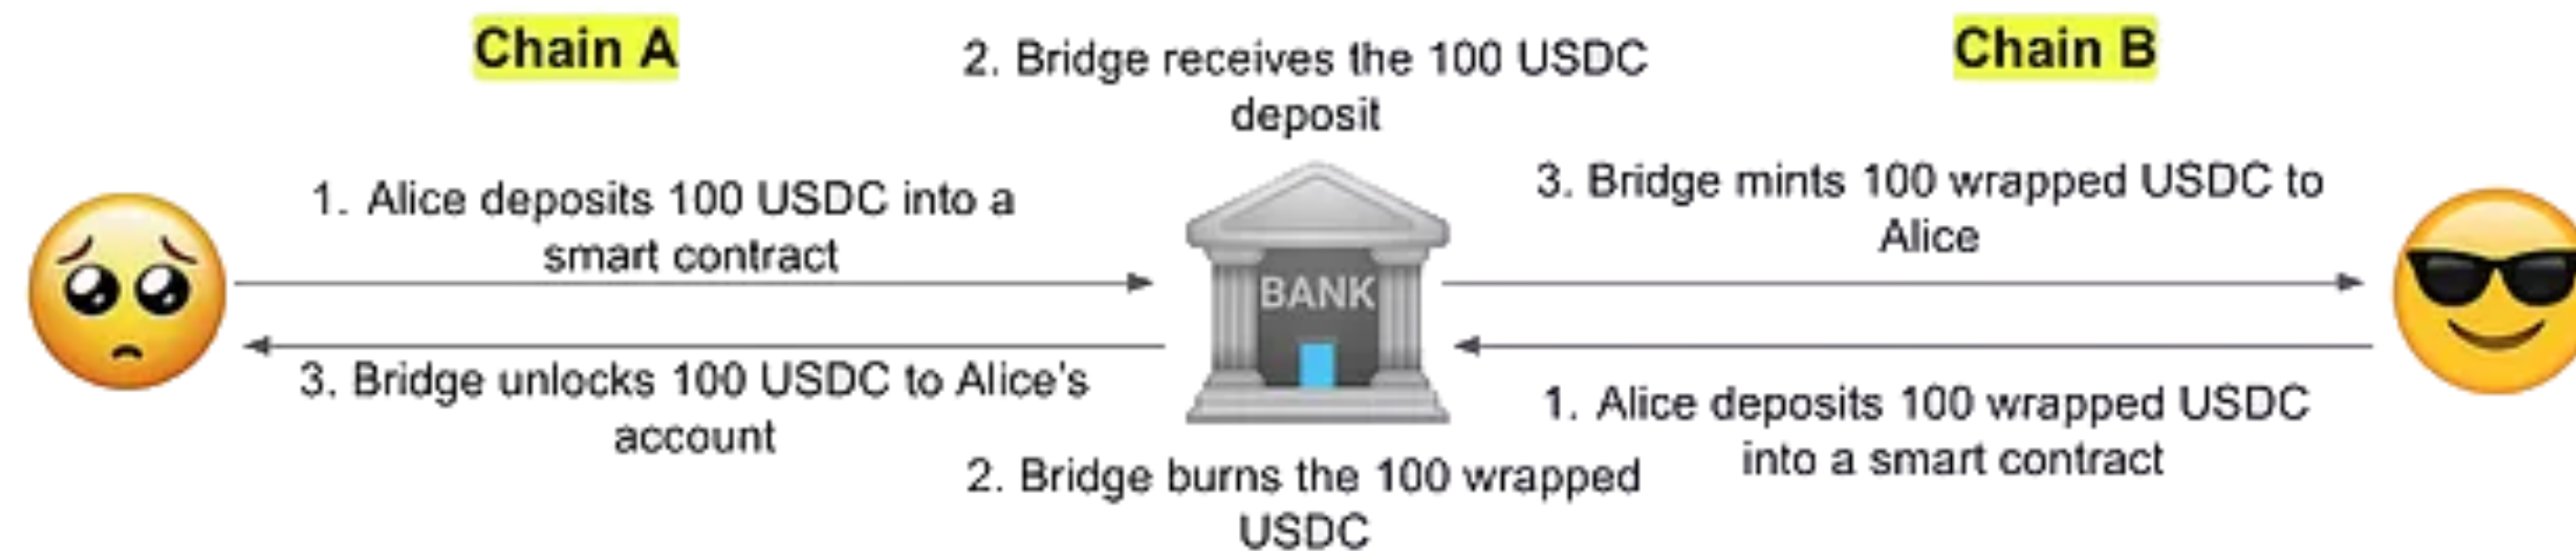 Chain A
2. Bridge receives the 100 USDC
deposit
Chain B
1. Alice deposits 100 USDC into a
smart contract
3. Bridge mints 100 wrapped USDC to
Alice
BANK
3. Bridge unlocks 100 USDC to Alice's
account
2. Bridge burns the 100 wrapped
USDC
1. Alice deposits 100 wrapped USDC
into a smart contract